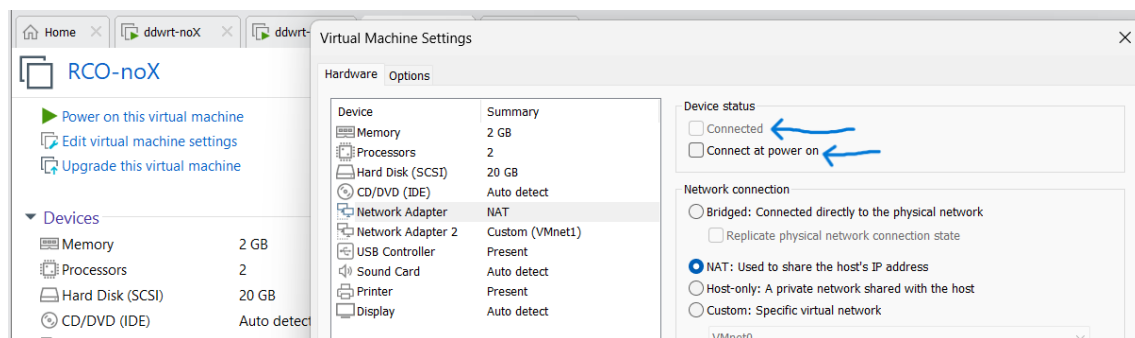 Home
ddwrt-noX
ddwrt-
RCO-noX
Power on this virtual machine
Edit virtual machine settings
Upgrade this virtual machine
Devices
Memory 2 GB
Processors 2
Hard Disk (SCSI) 20 GB
CD/DVD (IDE) Auto detect
Virtual Machine Settings
Hardware Options
Device Summary
Memory 2 GB
Processors 2
Hard Disk (SCSI) 20 GB
CD/DVD (IDE) Auto detect
Network Adapter NAT
Network Adapter 2 Custom (VMnet1)
USB Controller Present
Sound Card Auto detect
Printer Present
Display Auto detect
Device status
Connected
Connect at power on
Network connection
Bridged: Connected directly to the physical network
Replicate physical network connection state
NAT: Used to share the host's IP address
Host-only: A private network shared with the host
Custom: Specific virtual network
VMnet0